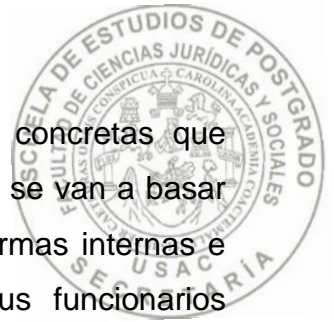 ESCUELA DE ESTUDIOS DE POSTGRADO
FACULTAD DE CIENCIAS JURÍDICAS Y SOCIALES
USAC
SECRETARÍA
concretas que
se van a basar
rmas internas e
us funcionarios